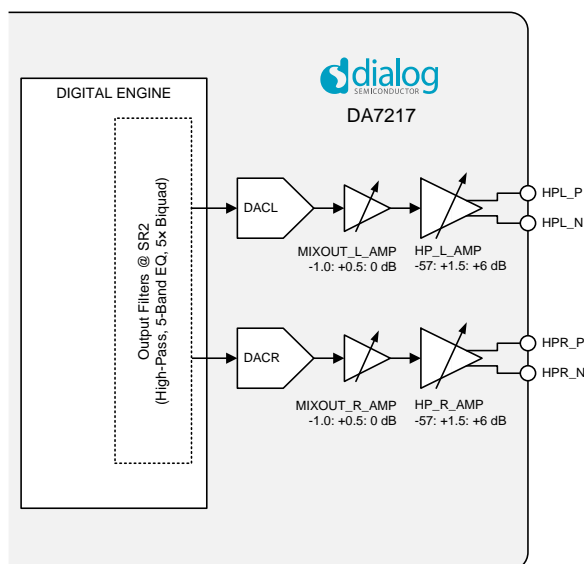 dialog
SEMICONDUCTOR
DA7217
DIGITAL ENGINE
Output Filters @ SR2
(High-Pass, 5-Band EQ, 5x Biquad)
DACL
MIXOUT_L_AMP
-1.0: +0.5: 0 dB
HP_L_AMP
-57: +1.5: +6 dB
HPL_P
HPL_N
DACR
MIXOUT_R_AMP
-1.0: +0.5: 0 dB
HP_R_AMP
-57: +1.5: +6 dB
HPR_P
HPR_N